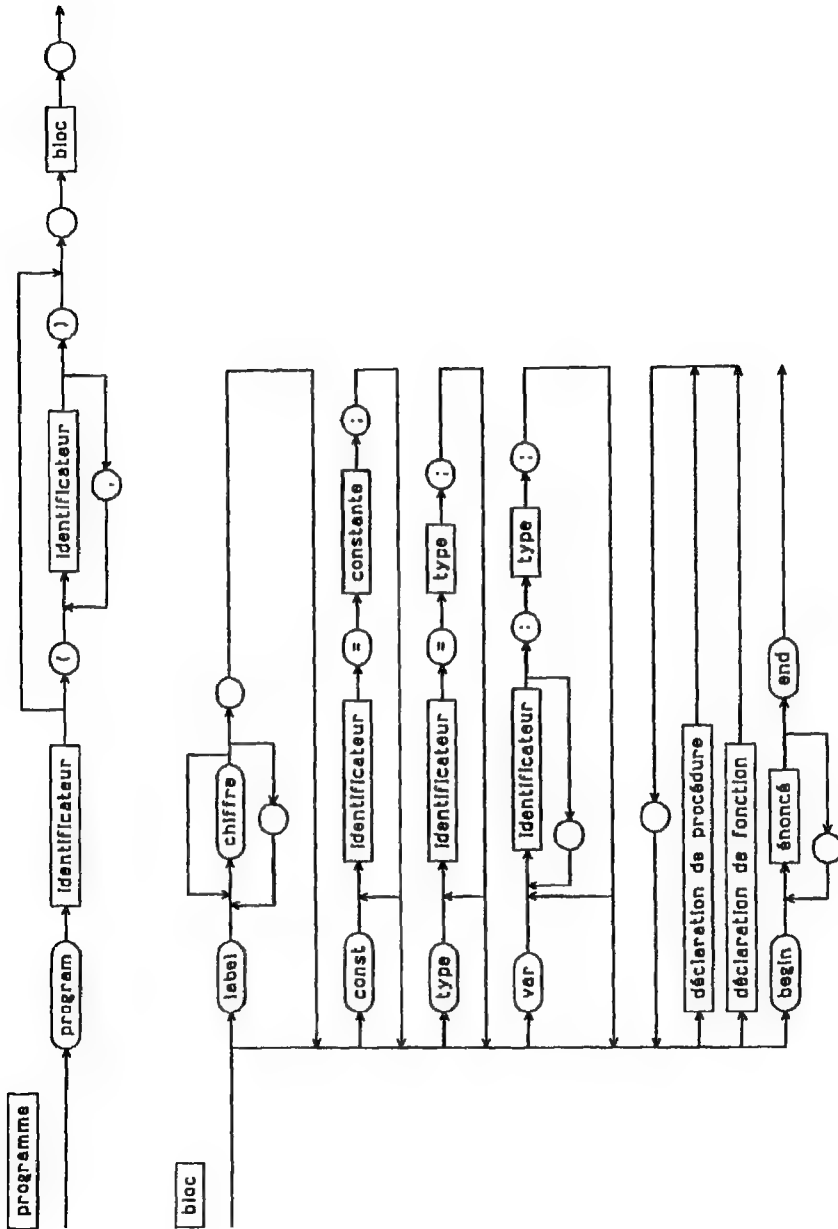 programme
program identificateur ( identificateur ) bloc
,
bloc
label chiffre
const identificateur = constante ;
type identificateur = type ;
var identificateur : type ;
déclaration de procédure
déclaration de fonction
begin énoncé end